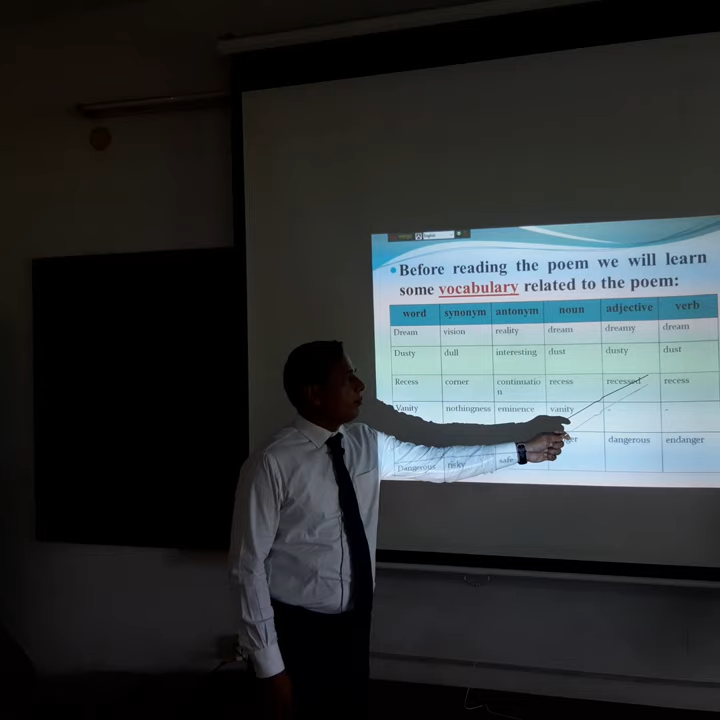 English
• Before reading the poem we will learn
some vocabulary related to the poem:
word synonym antonym noun adjective verb
Dream vision reality dream dreamy dream
Dusty dull interesting dust dusty dust
Recess corner continuatio recess recessed recess
n
Vanity nothingness eminence vanity - -
Dangerous risky safe dangerous endanger